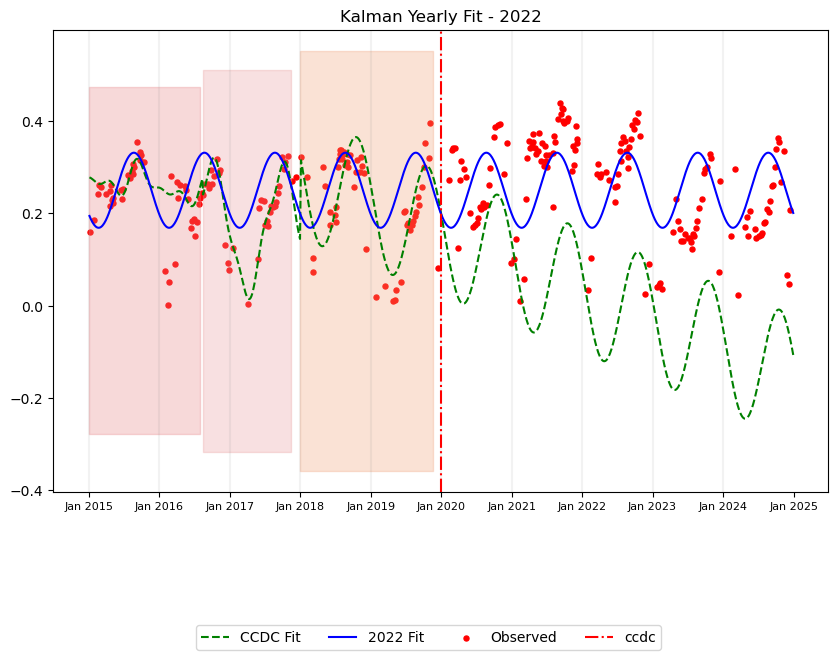 Kalman Yearly Fit - 2022
0.4
0.2
0.0
−0.2
−0.4
Jan 2015 Jan 2016 Jan 2017 Jan 2018 Jan 2019 Jan 2020 Jan 2021 Jan 2022 Jan 2023 Jan 2024 Jan 2025
CCDC Fit 2022 Fit Observed ccdc